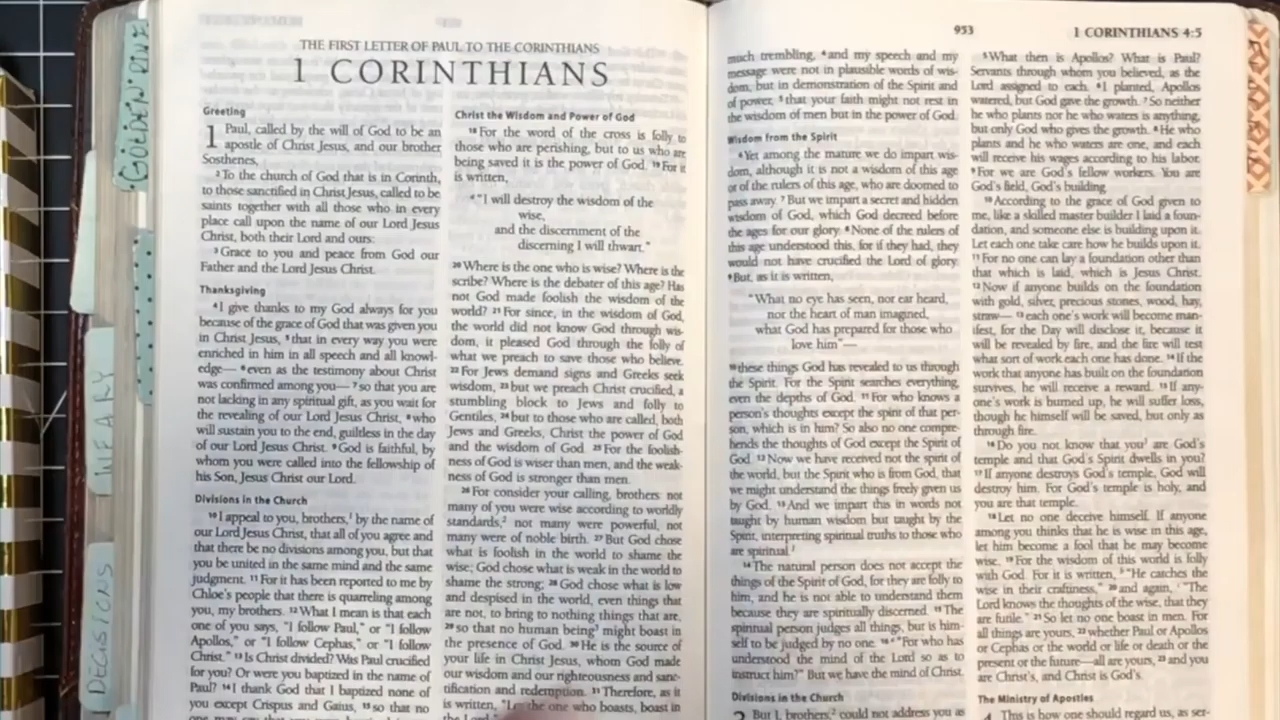 GOLDEN RULE
WEARY
DECISIONS
THE FIRST LETTER OF PAUL TO THE CORINTHIANS
1 CORINTHIANS
Greeting
1 Paul, called by the will of God to be an
apostle of Christ Jesus, and our brother
Sosthenes,
2 To the church of God that is in Corinth,
to those sanctified in Christ Jesus, called to be
saints together with all those who in every
place call upon the name of our Lord Jesus
Christ, both their Lord and ours:
3 Grace to you and peace from God our
Father and the Lord Jesus Christ.
Thanksgiving
4 I give thanks to my God always for you
because of the grace of God that was given you
in Christ Jesus, 5 that in every way you were
enriched in him in all speech and all knowl-
edge— 6 even as the testimony about Christ
was confirmed among you— 7 so that you are
not lacking in any spiritual gift, as you wait for
the revealing of our Lord Jesus Christ, 8 who
will sustain you to the end, guiltless in the day
of our Lord Jesus Christ. 9 God is faithful, by
whom you were called into the fellowship of
his Son, Jesus Christ our Lord.
Divisions in the Church
10 I appeal to you, brothers,1 by the name of
our Lord Jesus Christ, that all of you agree and
that there be no divisions among you, but that
you be united in the same mind and the same
judgment. 11 For it has been reported to me by
Chloe's people that there is quarreling among
you, my brothers. 12 What I mean is that each
one of you says, "I follow Paul," or "I follow
Apollos," or "I follow Cephas," or "I follow
Christ." 13 Is Christ divided? Was Paul crucified
for you? Or were you baptized in the name of
Paul? 14 I thank God that I baptized none of
you except Crispus and Gaius, 15 so that no
one may say that
Christ the Wisdom and Power of God
18 For the word of the cross is folly to
those who are perishing, but to us who are
being saved it is the power of God. 19 For it
is written,
"I will destroy the wisdom of the
wise,
and the discernment of the
discerning I will thwart."
20 Where is the one who is wise? Where is the
scribe? Where is the debater of this age? Has
not God made foolish the wisdom of the
world? 21 For since, in the wisdom of God,
the world did not know God through wis-
dom, it pleased God through the folly of
what we preach to save those who believe.
22 For Jews demand signs and Greeks seek
wisdom, 23 but we preach Christ crucified, a
stumbling block to Jews and folly to
Gentiles, 24 but to those who are called, both
Jews and Greeks, Christ the power of God
and the wisdom of God. 25 For the foolish-
ness of God is wiser than men, and the weak-
ness of God is stronger than men.
26 For consider your calling, brothers: not
many of you were wise according to worldly
standards,2 not many were powerful, not
many were of noble birth. 27 But God chose
what is foolish in the world to shame the
wise; God chose what is weak in the world to
shame the strong; 28 God chose what is low
and despised in the world, even things that
are not, to bring to nothing things that are,
29 so that no human being3 might boast in
the presence of God. 30 He is the source of
your life in Christ Jesus, whom God made
our wisdom and our righteousness and sanc-
tification and redemption. 31 Therefore, as it
is written, "Let the one who boasts, boast in
the Lord."
953
1 CORINTHIANS 4:5
much trembling, 4 and my speech and my
message were not in plausible words of wis-
dom, but in demonstration of the Spirit and
of power, 5 that your faith might not rest in
the wisdom of men but in the power of God.
Wisdom from the Spirit
6 Yet among the mature we do impart wis-
dom, although it is not a wisdom of this age
or of the rulers of this age, who are doomed to
pass away. 7 But we impart a secret and hidden
wisdom of God, which God decreed before
the ages for our glory. 8 None of the rulers of
this age understood this, for if they had, they
would not have crucified the Lord of glory.
9 But, as it is written,
"What no eye has seen, nor ear heard,
nor the heart of man imagined,
what God has prepared for those who
love him"—
10 these things God has revealed to us through
the Spirit. For the Spirit searches everything,
even the depths of God. 11 For who knows a
person's thoughts except the spirit of that per-
son, which is in him? So also no one compre-
hends the thoughts of God except the Spirit of
God. 12 Now we have received not the spirit of
the world, but the Spirit who is from God, that
we might understand the things freely given us
by God. 13 And we impart this in words not
taught by human wisdom but taught by the
Spirit, interpreting spiritual truths to those who
are spiritual.1
14 The natural person does not accept the
things of the Spirit of God, for they are folly to
him, and he is not able to understand them
because they are spiritually discerned. 15 The
spiritual person judges all things, but is him-
self to be judged by no one. 16 "For who has
understood the mind of the Lord so as to
instruct him?" But we have the mind of Christ.
Divisions in the Church
3 But I, brothers,2 could not address you as
5 What then is Apollos? What is Paul?
Servants through whom you believed, as the
Lord assigned to each. 6 I planted, Apollos
watered, but God gave the growth. 7 So neither
he who plants nor he who waters is anything,
but only God who gives the growth. 8 He who
plants and he who waters are one, and each
will receive his wages according to his labor.
9 For we are God's fellow workers. You are
God's field, God's building.
10 According to the grace of God given to
me, like a skilled master builder I laid a foun-
dation, and someone else is building upon it.
Let each one take care how he builds upon it.
11 For no one can lay a foundation other than
that which is laid, which is Jesus Christ.
12 Now if anyone builds on the foundation
with gold, silver, precious stones, wood, hay,
straw— 13 each one's work will become man-
ifest, for the Day will disclose it, because it
will be revealed by fire, and the fire will test
what sort of work each one has done. 14 If the
work that anyone has built on the foundation
survives, he will receive a reward. 15 If any-
one's work is burned up, he will suffer loss,
though he himself will be saved, but only as
through fire.
16 Do you not know that you3 are God's
temple and that God's Spirit dwells in you?
17 If anyone destroys God's temple, God will
destroy him. For God's temple is holy, and
you are that temple.
18 Let no one deceive himself. If anyone
among you thinks that he is wise in this age,
let him become a fool that he may become
wise. 19 For the wisdom of this world is folly
with God. For it is written, "He catches the
wise in their craftiness," 20 and again, "The
Lord knows the thoughts of the wise, that they
are futile." 21 So let no one boast in men. For
all things are yours, 22 whether Paul or Apollos
or Cephas or the world or life or death or the
present or the future—all are yours, 23 and you
are Christ's, and Christ is God's.
The Ministry of Apostles
4 This is how one should regard us, as ser-